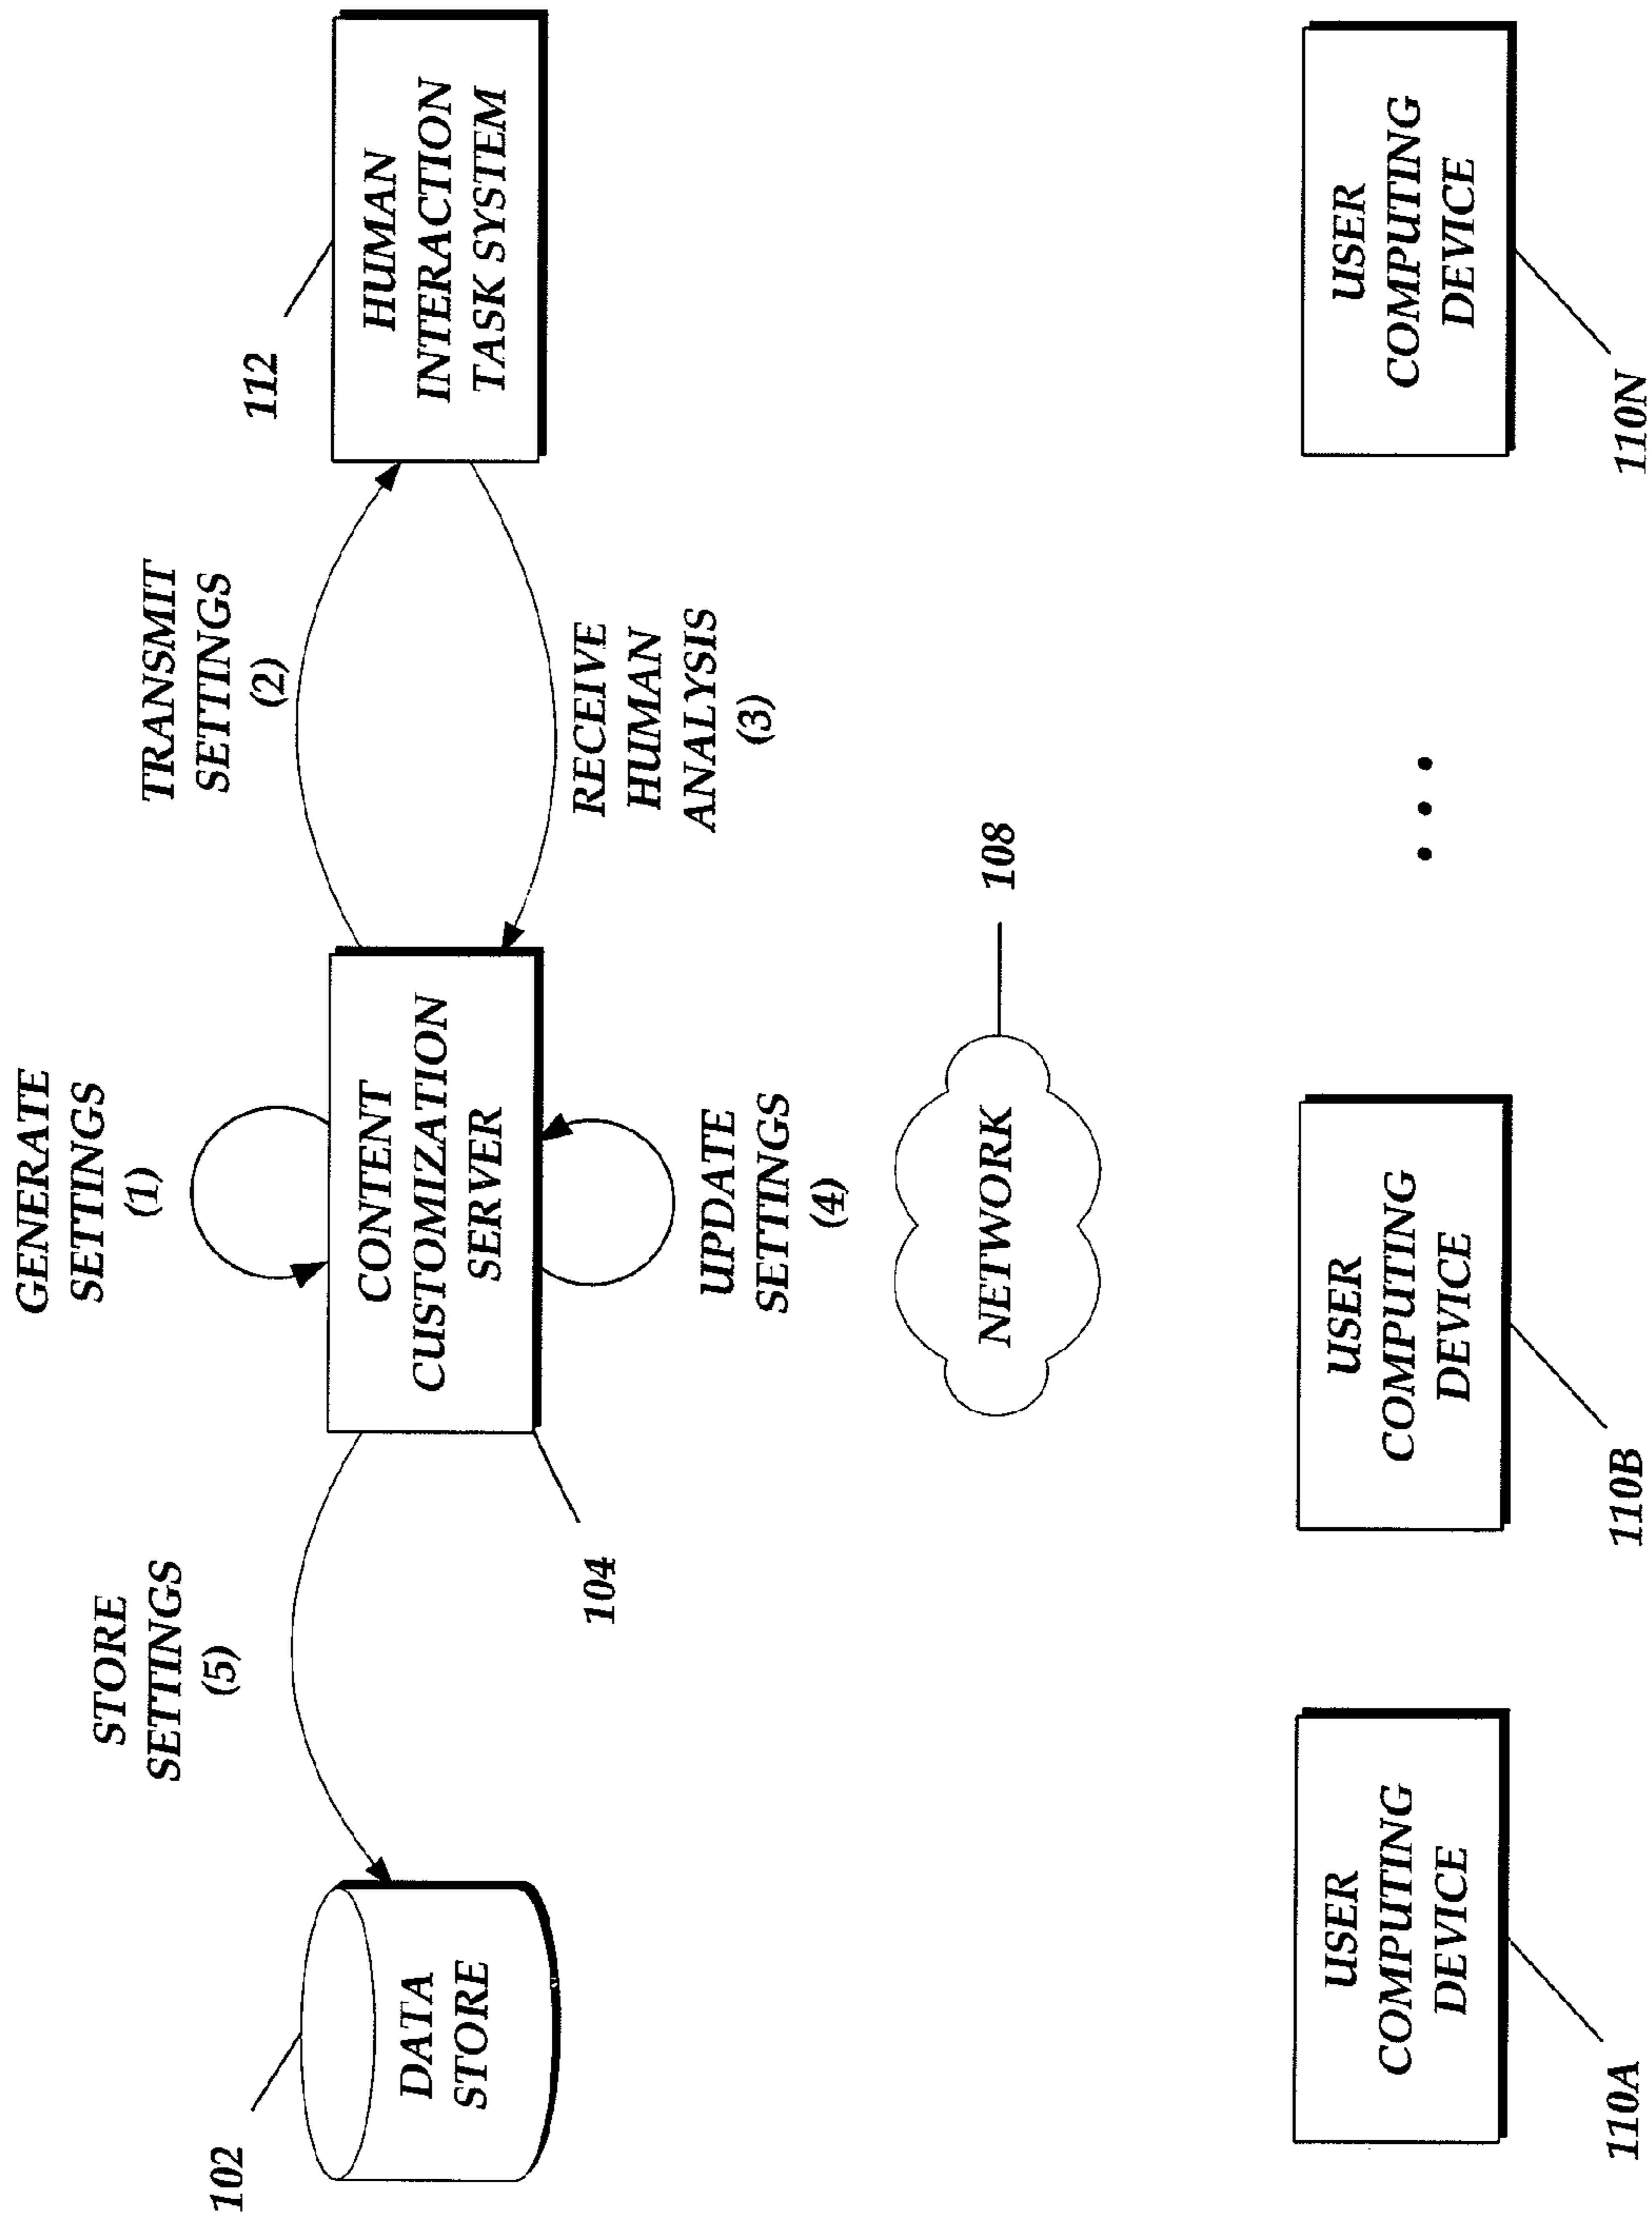 GENERATE
SETTINGS
(1)
STORE
SETTINGS
(5)
TRANSMIT
SETTINGS
(2)
102
112
DATA
STORE
CONTENT
CUSTOMIZATION
SERVER
HUMAN
INTERACTION
TASK SYSTEM
104
RECEIVE
HUMAN
ANALYSIS
(3)
UPDATE
SETTINGS
(4)
NETWORK
108
USER
COMPUTING
DEVICE
USER
COMPUTING
DEVICE
USER
COMPUTING
DEVICE
110A
110B
110N